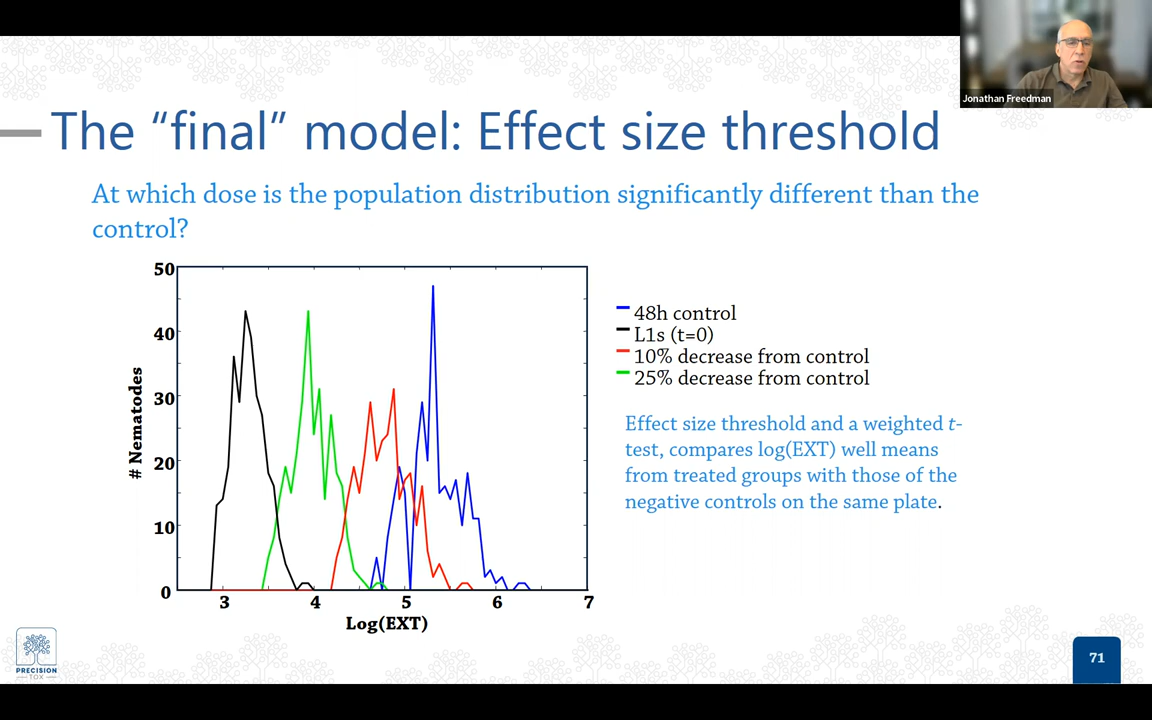 Jonathan Freedman
The “final” model: Effect size threshold
At which dose is the population distribution significantly different than the
control?
50
40
30
20
10
0
# Nematodes
3 4 5 6 7
Log(EXT)
48h control
L1s (t=0)
10% decrease from control
25% decrease from control
Effect size threshold and a weighted t-
test, compares log(EXT) well means
from treated groups with those of the
negative controls on the same plate.
PRECISION
TOX
71